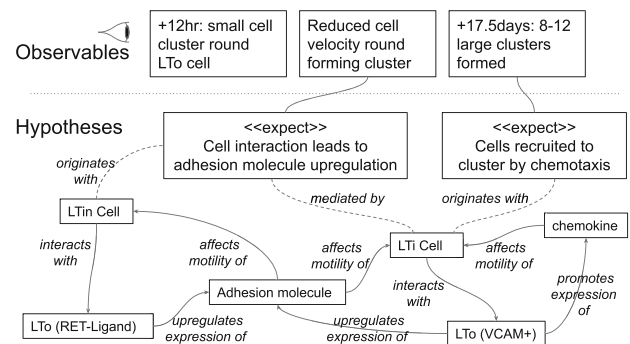 Observables
+12hr: small cell
cluster round
LTo cell
Reduced cell
velocity round
forming cluster
+17.5days: 8-12
large clusters
formed
Hypotheses
<<expect>>
Cell interaction leads to
adhesion molecule upregulation
<<expect>>
Cells recruited to
cluster by chemotaxis
originates
with
mediated by
originates with
LTin Cell
chemokine
interacts
with
affects
motility of
affects
motility of
LTi Cell
affects
motility of
interacts
with
promotes
expression
of
Adhesion molecule
LTo (RET-Ligand)
upregulates
expression of
upregulates
expression of
LTo (VCAM+)